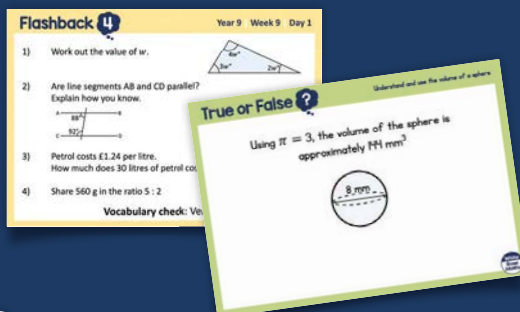 Flashback 4
Year 9 Week 9 Day 1
1) Work out the value of w.
4w°
3w°
2w°
2) Are line segments AB and CD parallel?
Explain how you know.
A
B
88°
92°
C
D
3) Petrol costs £1.24 per litre.
How much does 30 litres of petrol
4) Share 560 g in the ratio 5 : 2
Vocabulary check:
True or False ?
Understand and use the volume of a sphere
Using π = 3, the volume of the sphere is
approximately 144 mm³
8 mm